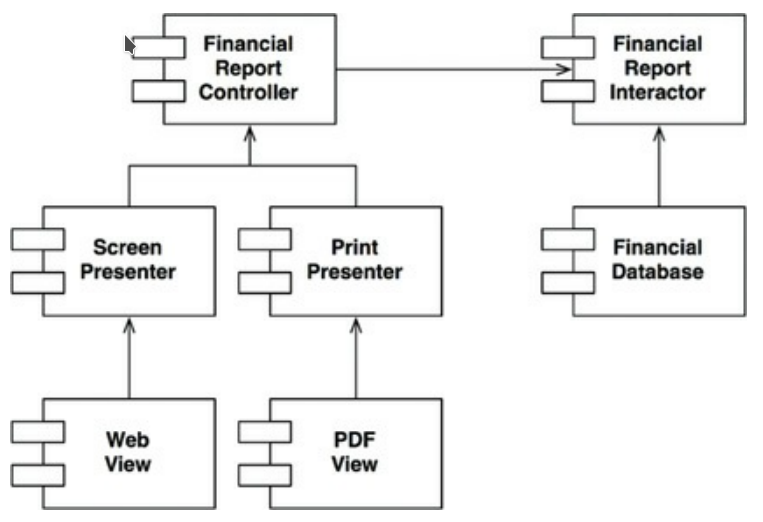 Financial
Report
Controller
Financial
Report
Interactor
Screen
Presenter
Print
Presenter
Financial
Database
Web
View
PDF
View